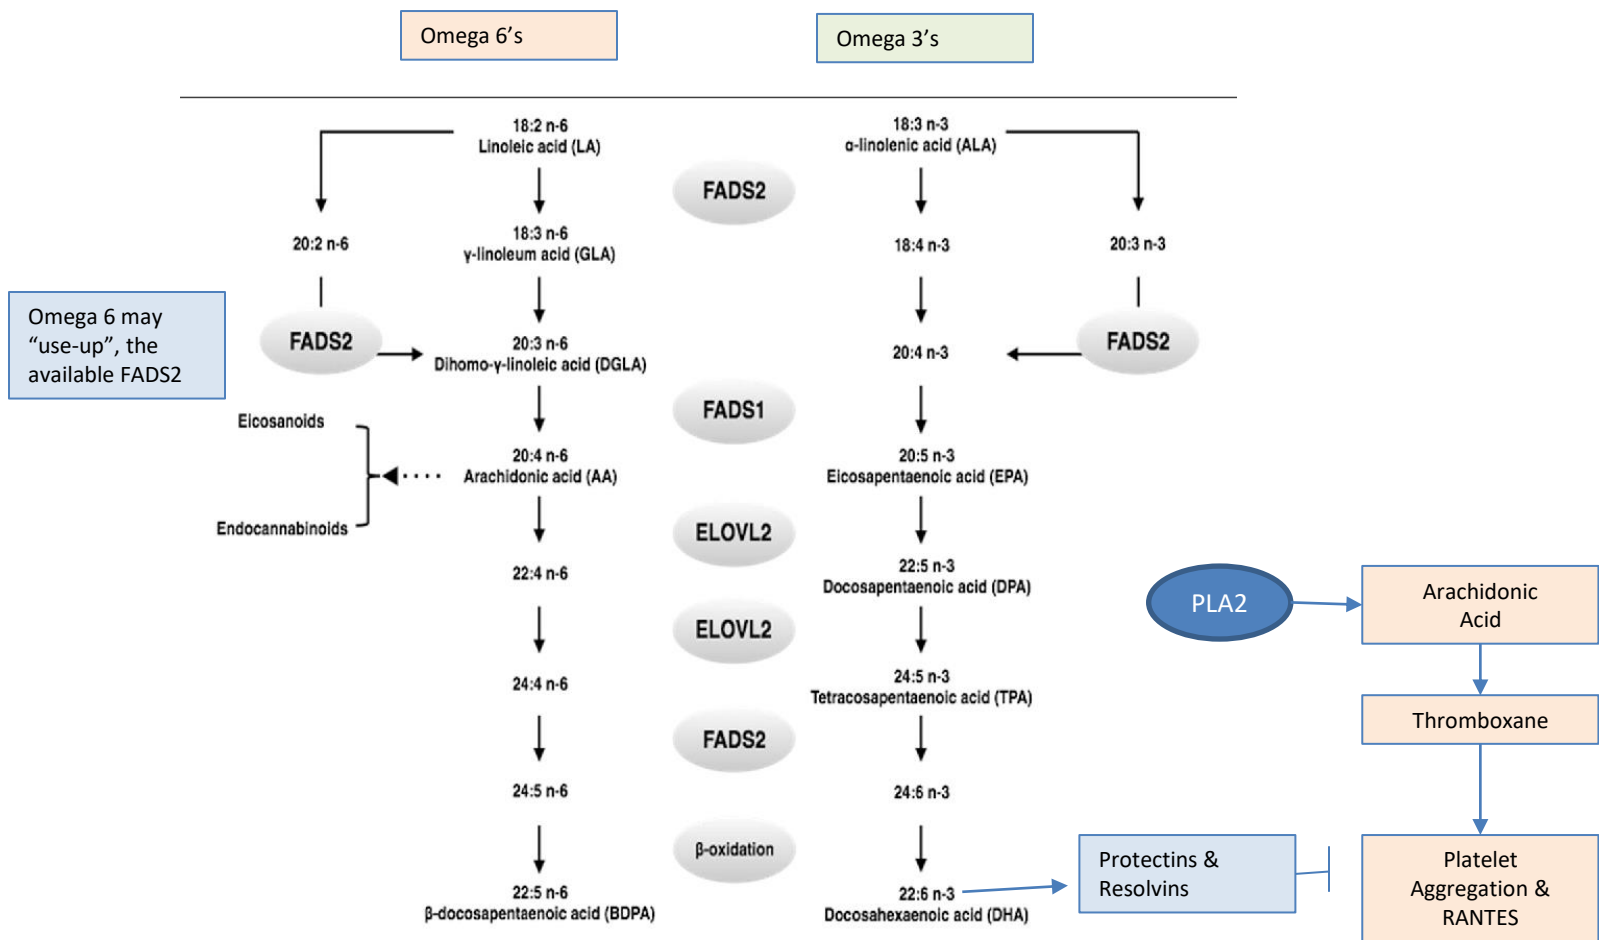 Omega 6's
Omega 3's
18:2 n-6
Linoleic acid (LA)
18:3 n-3
α-linolenic acid (ALA)
FADS2
20:2 n-6
18:3 n-6
γ-linoleum acid (GLA)
18:4 n-3
20:3 n-3
Omega 6 may
“use-up”, the
available FADS2
FADS2
20:3 n-6
Dihomo-γ-linoleic acid (DGLA)
20:4 n-3
FADS2
FADS1
Eicosanoids
Endocannabinoids
20:4 n-6
Arachidonic acid (AA)
20:5 n-3
Eicosapentaenoic acid (EPA)
ELOVL2
22:4 n-6
22:5 n-3
Docosapentaenoic acid (DPA)
ELOVL2
24:4 n-6
24:5 n-3
Tetracosapentaenoic acid (TPA)
FADS2
24:5 n-6
24:6 n-3
β-oxidation
22:5 n-6
β-docosapentaenoic acid (BDPA)
22:6 n-3
Docosahexaenoic acid (DHA)
Protectins &
Resolvins
PLA2
Arachidonic
Acid
Thromboxane
Platelet
Aggregation &
RANTES